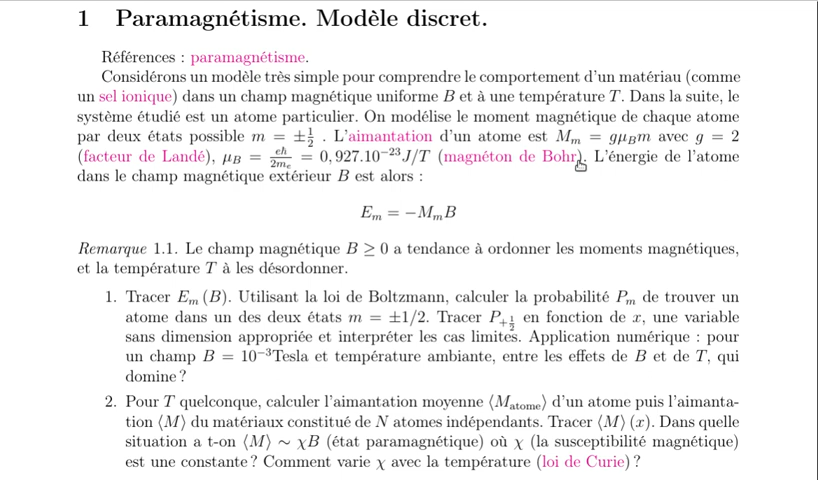 1 Paramagnétisme. Modèle discret.
Références : paramagnétisme.
Considérons un modèle très simple pour comprendre le comportement d'un matériau (comme
un sel ionique) dans un champ magnétique uniforme B et à une température T. Dans la suite, le
système étudié est un atome particulier. On modélise le moment magnétique de chaque atome
par deux états possible m = ±1/2 . L'aimantation d'un atome est M_m = gμ_B m avec g = 2
(facteur de Landé), μ_B = eħ/2m_e = 0,927.10^{-23} J/T (magnéton de Bohr). L'énergie de l'atome
dans le champ magnétique extérieur B est alors :
E_m = −M_m B
Remarque 1.1. Le champ magnétique B ≥ 0 a tendance à ordonner les moments magnétiques,
et la température T à les désordonner.
1. Tracer E_m (B). Utilisant la loi de Boltzmann, calculer la probabilité P_m de trouver un
atome dans un des deux états m = ±1/2. Tracer P_{+1/2} en fonction de x, une variable
sans dimension appropriée et interpréter les cas limites. Application numérique : pour
un champ B = 10^{−3}Tesla et température ambiante, entre les effets de B et de T, qui
domine ?
2. Pour T quelconque, calculer l'aimantation moyenne ⟨M_atome⟩ d'un atome puis l'aimanta-
tion ⟨M⟩ du matériaux constitué de N atomes indépendants. Tracer ⟨M⟩ (x). Dans quelle
situation a t-on ⟨M⟩ ∼ χB (état paramagnétique) où χ (la susceptibilité magnétique)
est une constante ? Comment varie χ avec la température (loi de Curie) ?